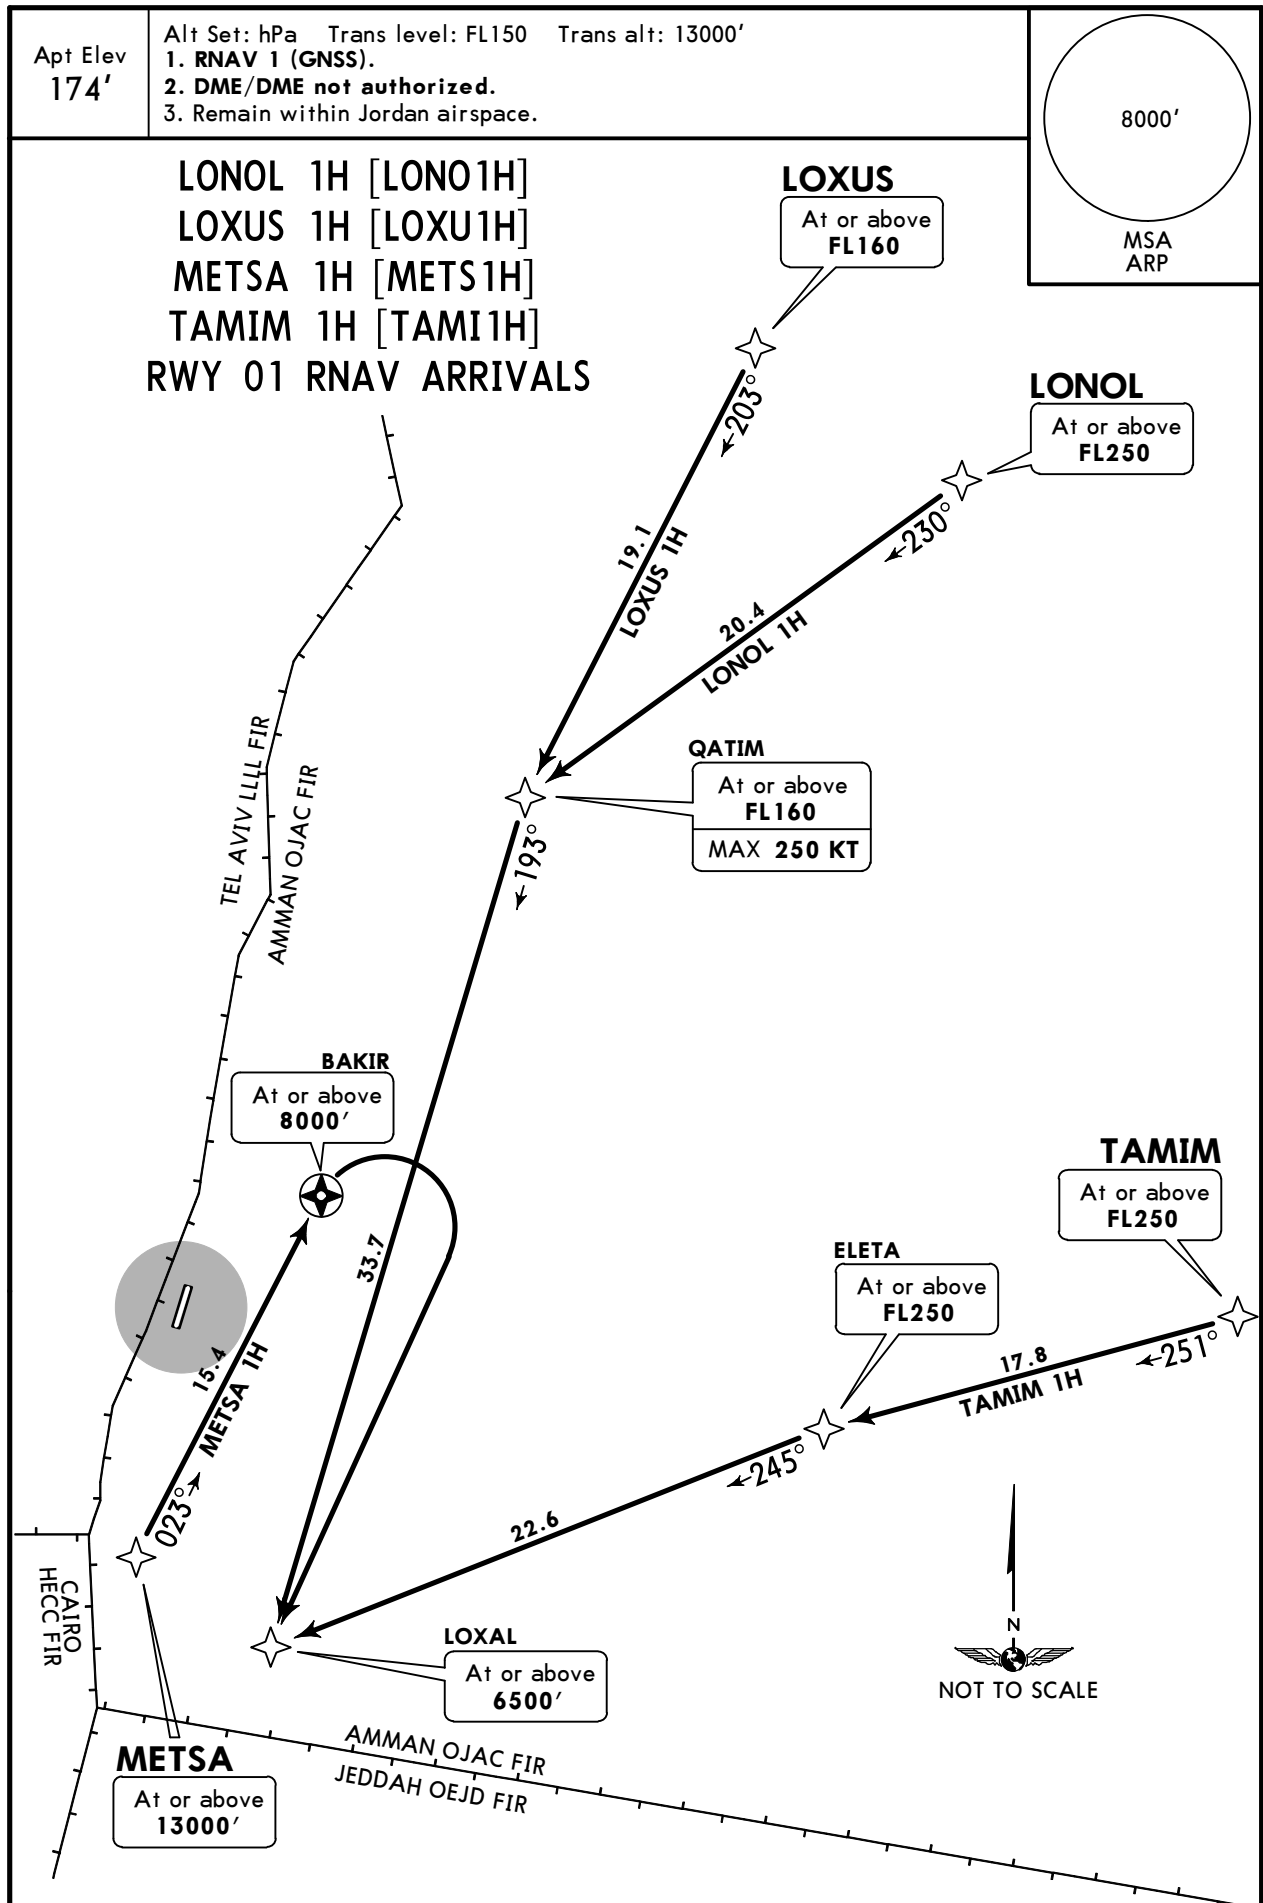 Apt Elev
174'
Alt Set: hPa Trans level: FL150 Trans alt: 13000'
1. RNAV 1 (GNSS).
2. DME/DME not authorized.
3. Remain within Jordan airspace.
8000'
MSA
ARP
LONOL 1H [LONO1H]
LOXUS 1H [LOXU1H]
METSA 1H [METS1H]
TAMIM 1H [TAMI1H]
RWY 01 RNAV ARRIVALS
LOXUS
At or above
FL160
203°
19.1
LOXUS 1H
LONOL
At or above
FL250
230°
20.4
LONOL 1H
QATIM
At or above
FL160
MAX 250 KT
193°
33.7
TEL AVIV LLLL FIR
AMMAN OJAC FIR
BAKIR
At or above
8000'
TAMIM
At or above
FL250
251°
17.8
TAMIM 1H
ELETA
At or above
FL250
245°
22.6
15.4
METSA 1H
023°
CAIRO
HECC FIR
LOXAL
At or above
6500'
N
NOT TO SCALE
METSA
At or above
13000'
AMMAN OJAC FIR
JEDDAH OEJD FIR